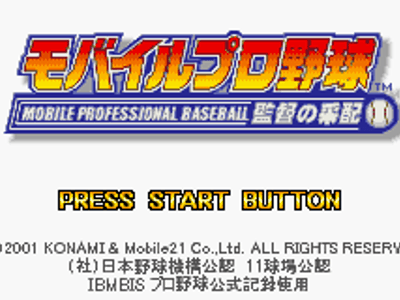 モバイルプロ野球™
MOBILE PROFESSIONAL BASEBALL 監督の采配
PRESS START BUTTON
©2001 KONAMI & Mobile21 Co.,Ltd. ALL RIGHTS RESERV
(社)日本野球機構公認 11球場公認
IBMBIS プロ野球公式記録使用